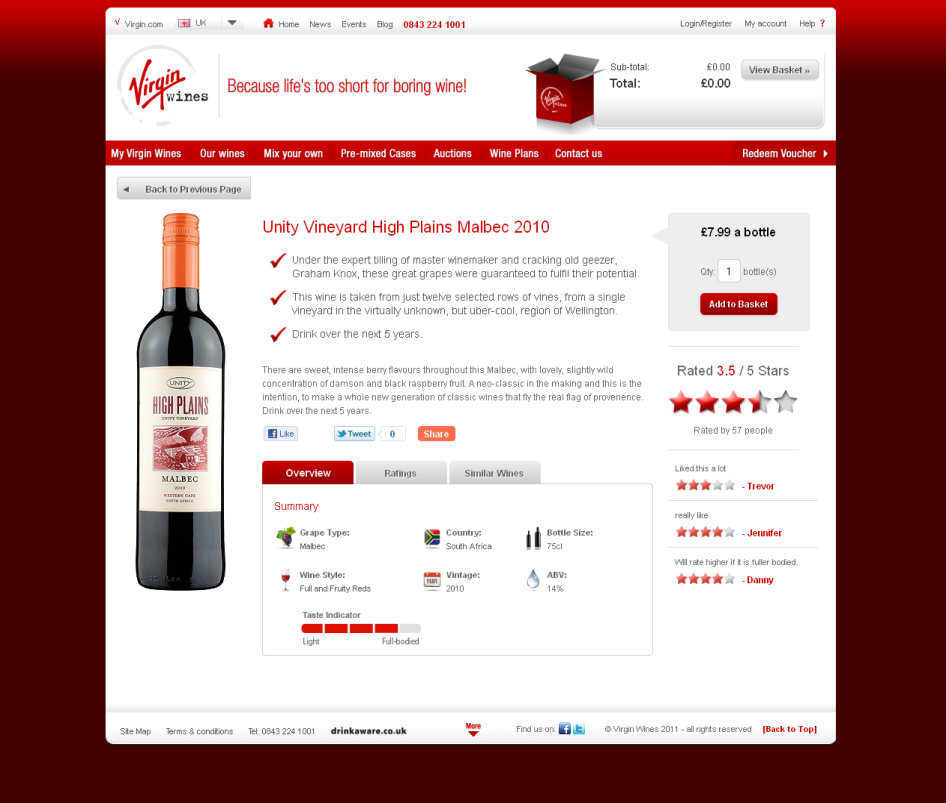 Virgin.com
UK
Home
News
Events
Blog
0843 224 1001
Login/Register
My account
Help ?
Virgin wines
Because life's too short for boring wine!
Virgin wines
Sub-total: £0.00
Total: £0.00
View Basket »
My Virgin Wines
Our wines
Mix your own
Pre-mixed Cases
Auctions
Wine Plans
Contact us
Redeem Voucher
Back to Previous Page
UNITY
HIGH PLAINS
UNITY VINEYARD
MALBEC
2010
WESTERN CAPE
SOUTH AFRICA
Unity Vineyard High Plains Malbec 2010
Under the expert tilling of master winemaker and cracking old geezer,
Graham Knox, these great grapes were guaranteed to fulfil their potential.
This wine is taken from just twelve selected rows of vines, from a single
vineyard in the virtually unknown, but uber-cool, region of Wellington.
Drink over the next 5 years.
There are sweet, intense berry flavours throughout this Malbec, with lovely, slightly wild
concentration of damson and black raspberry fruit. A neo-classic in the making and this is the
intention, to make a whole new generation of classic wines that fly the real flag of provenence.
Drink over the next 5 years.
Like
Tweet
0
Share
Overview
Ratings
Similar Wines
Summary
Grape Type:
Malbec
Country:
South Africa
Bottle Size:
75cl
Wine Style:
Full and Fruity Reds
Vintage:
2010
ABV:
14%
Taste Indicator
Light
Full-bodied
£7.99 a bottle
Qty: 1 bottle(s)
Add to Basket
Rated 3.5 / 5 Stars
Rated by 57 people
Liked this a lot
- Trevor
really like
- Jennifer
Will rate higher if it is fuller bodied.
- Danny
Site Map
Terms & conditions
Tel: 0843 224 1001
drinkaware.co.uk
More
Find us on:
© Virgin Wines 2011 - all rights reserved
[Back to Top]